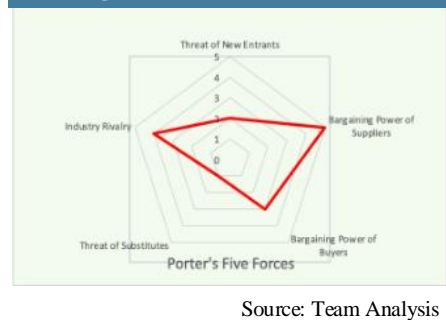 Threat of New Entrants
5
4
3
2
1
0
Industry Rivalry
Bargaining Power of
Suppliers
Threat of Substitutes
Bargaining Power of
Buyers
Porter's Five Forces
Source: Team Analysis